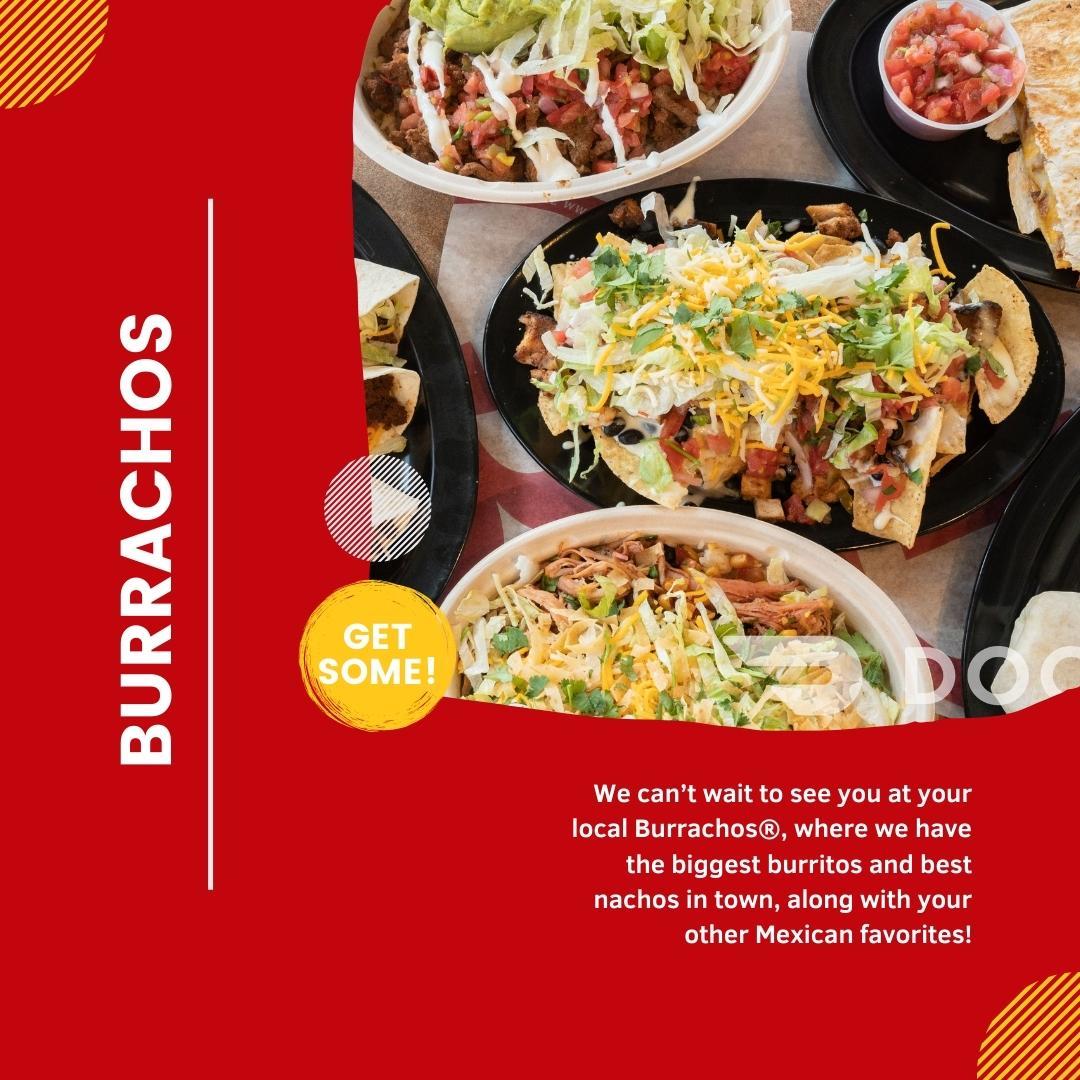 BURRACHOS
GET
SOME!
We can’t wait to see you at your
local Burrachos®, where we have
the biggest burritos and best
nachos in town, along with your
other Mexican favorites!